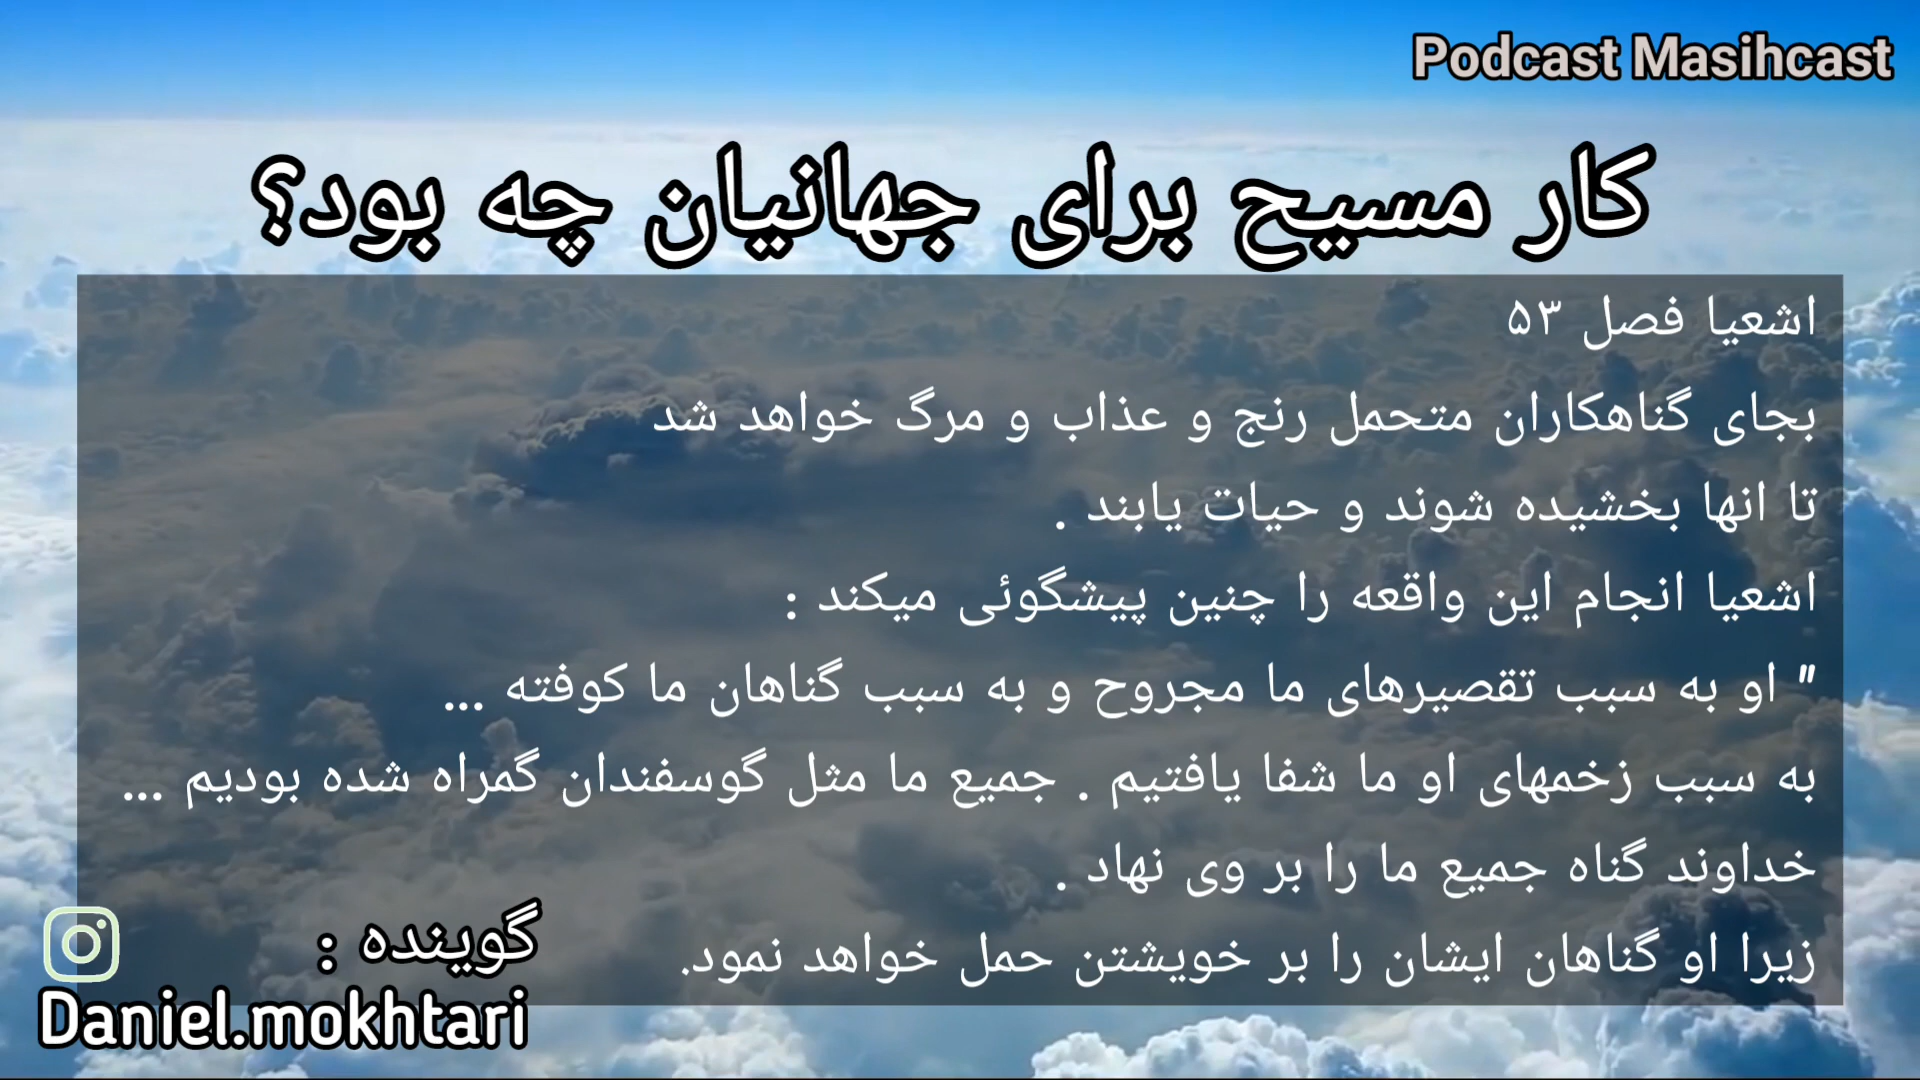 Podcast Masihcast
کار مسیح برای جهانیان چه بود؟
اشعیا فصل ۵۳
بجای گناهکاران متحمل رنج و عذاب و مرگ خواهد شد
تا انها بخشیده شوند و حیات یابند .
اشعیا انجام این واقعه را چنین پیشگوئی میکند :
" او به سبب تقصیرهای ما مجروح و به سبب گناهان ما کوفته ...
به سبب زخمهای او ما شفا یافتیم . جمیع ما مثل گوسفندان گمراه شده بودیم ...
خداوند گناه جمیع ما را بر وی نهاد .
زیرا او گناهان ایشان را بر خویشتن حمل خواهد نمود.
گوینده :
Daniel.mokhtari